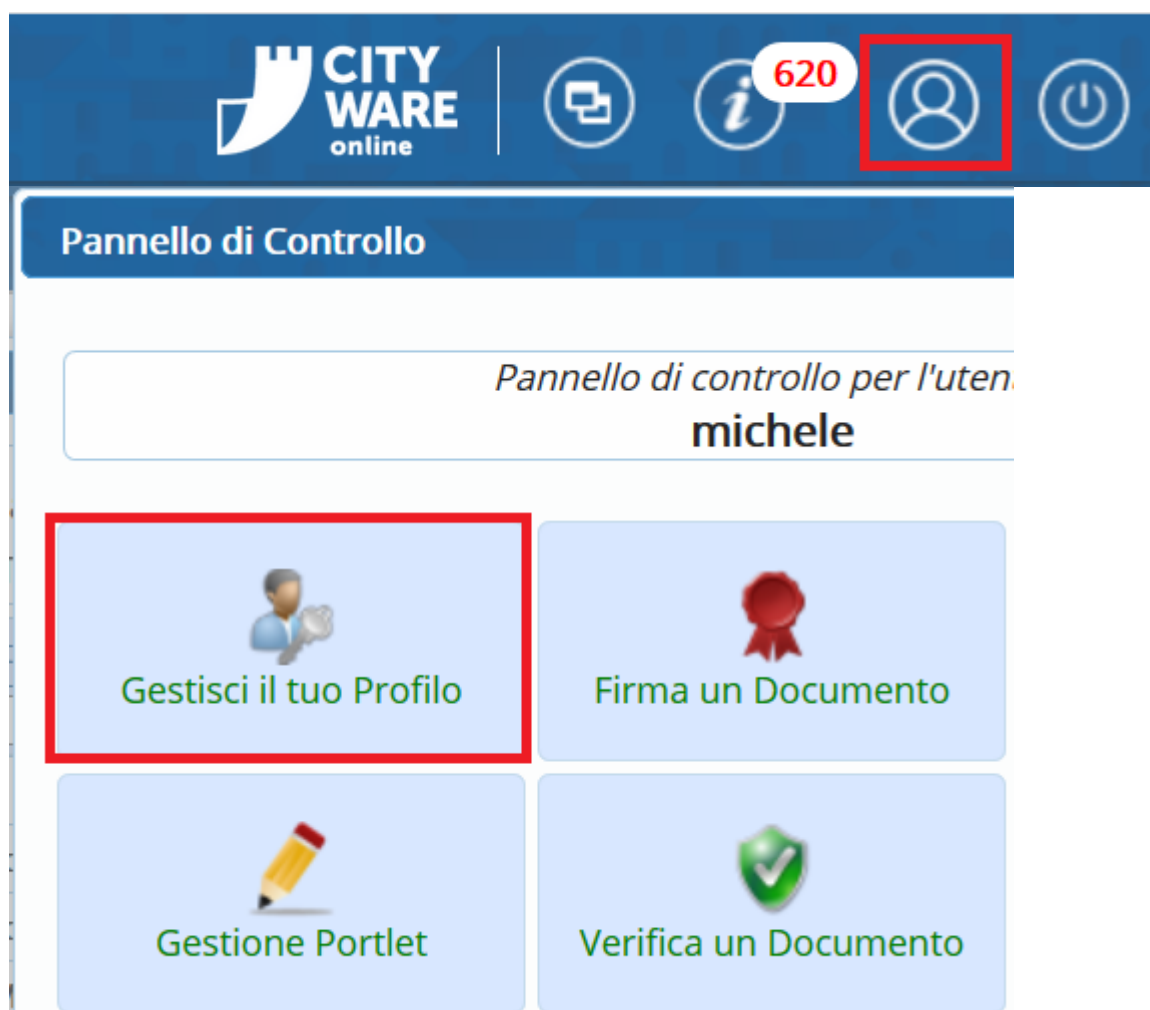 CITY
WARE
online
i
620
Pannello di Controllo
Pannello di controllo per l'uten
michele
Gestisci il tuo Profilo
Firma un Documento
Gestione Portlet
Verifica un Documento